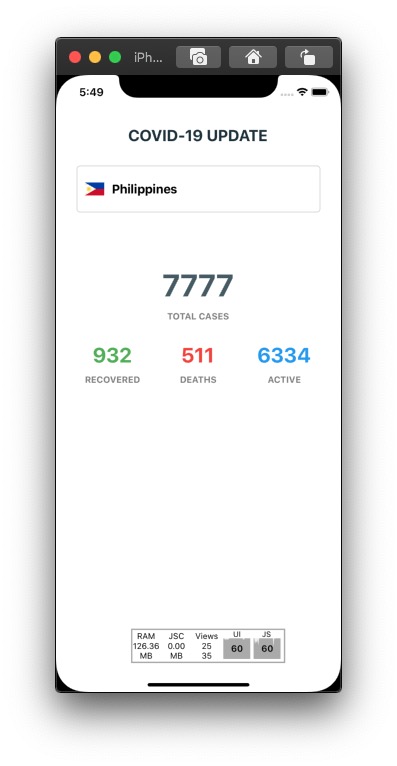 iPh...
5:49
COVID-19 UPDATE
Philippines
7777
TOTAL CASES
932 511 6334
RECOVERED DEATHS ACTIVE
RAM JSC Views UI JS
126.36 0.00 25 60 60
MB MB 35